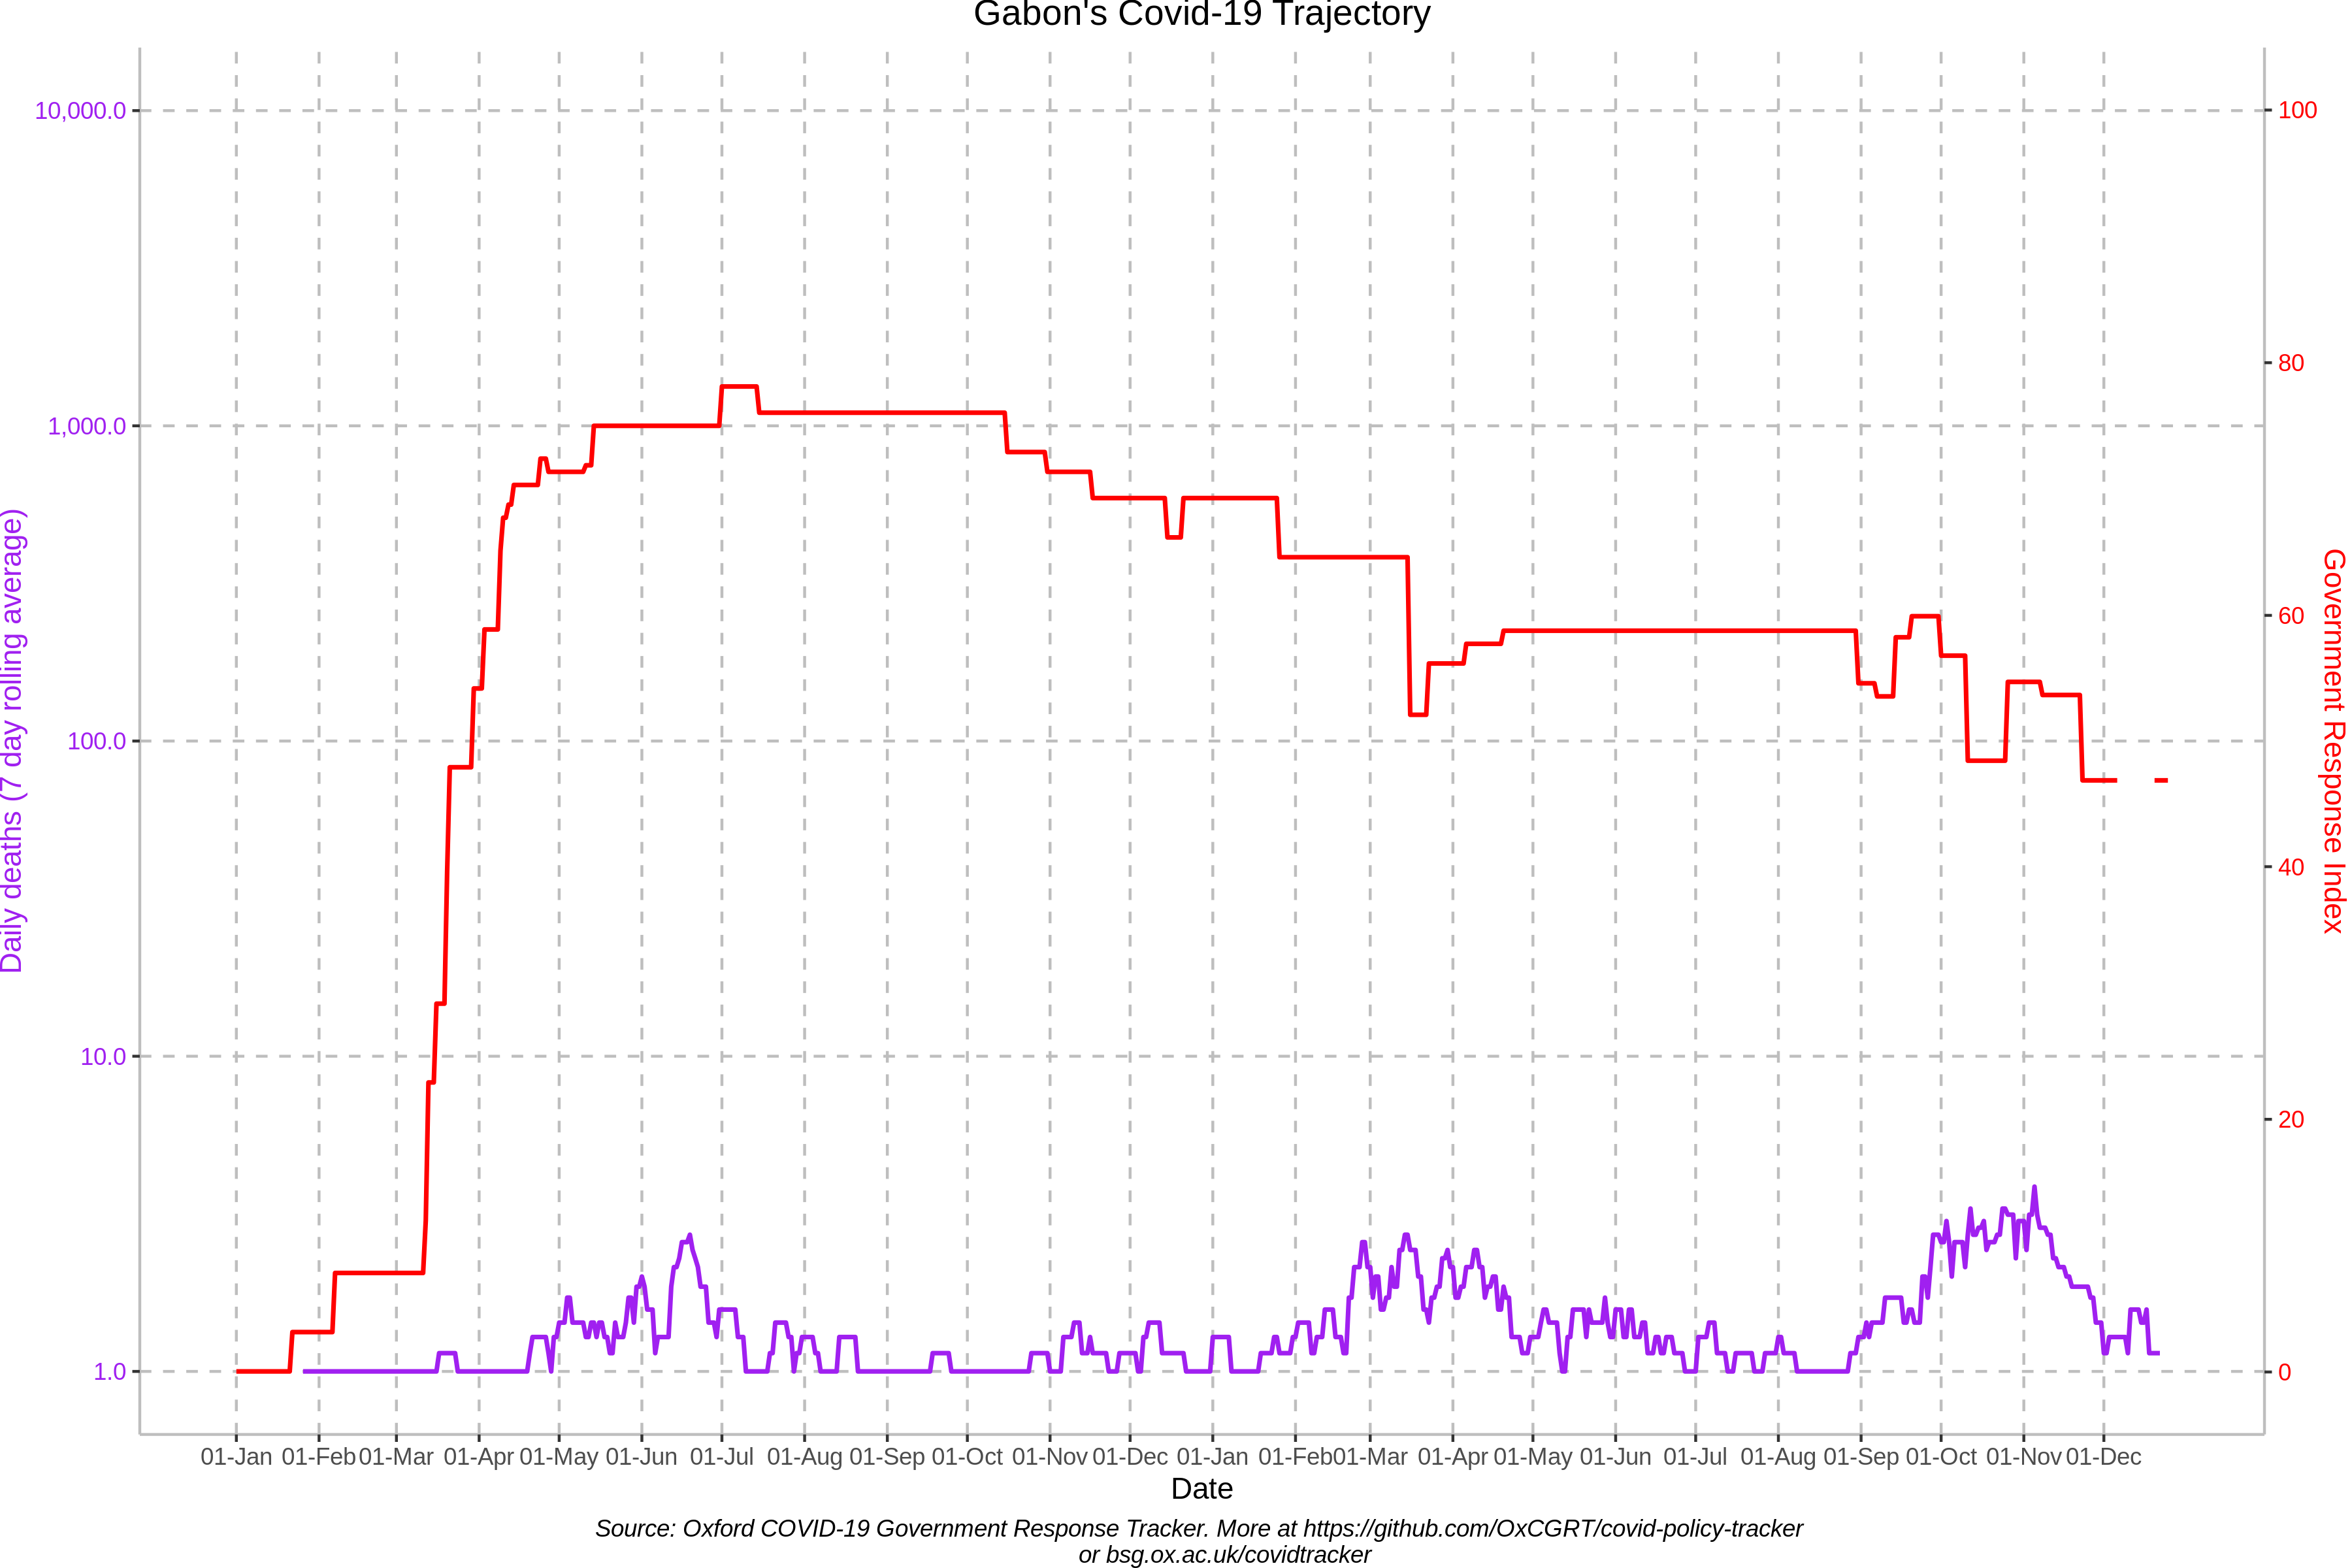 Gabon's Covid-19 Trajectory
10,000.0
1,000.0
100.0
10.0
1.0
Daily deaths (7 day rolling average)
100
80
60
40
20
0
Government Response Index
01-Jan 01-Feb 01-Mar 01-Apr 01-May 01-Jun 01-Jul 01-Aug 01-Sep 01-Oct 01-Nov 01-Dec 01-Jan 01-Feb 01-Mar 01-Apr 01-May 01-Jun 01-Jul 01-Aug 01-Sep 01-Oct 01-Nov 01-Dec
Date
Source: Oxford COVID-19 Government Response Tracker. More at https://github.com/OxCGRT/covid-policy-tracker
or bsg.ox.ac.uk/covidtracker